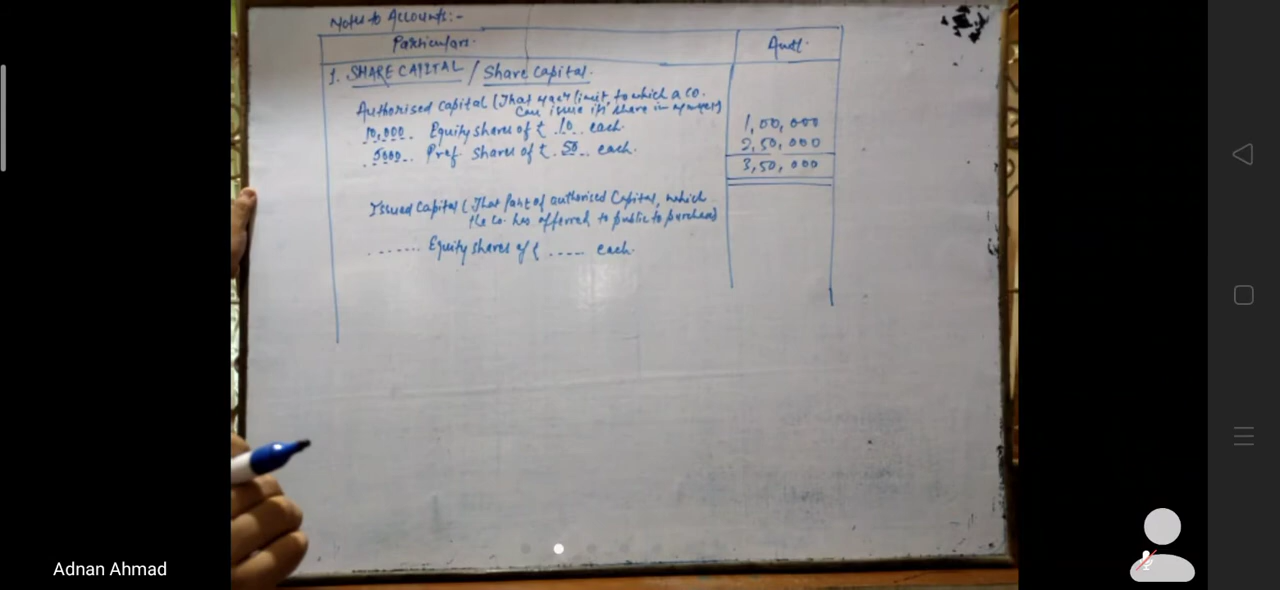 Notes to Accounts:-
Particulars. Amt.
1. SHARE CAPITAL / Share Capital.
Authorised Capital (That max limit, to which a co.
can issue its share in
10,000 Equity shares of ₹ 10 each. 1,00,000
5000 Pref. Shares of ₹ 50 each. 2,50,000
3,50,000
Issued Capital (That part of authorised Capital, which
the Co. has offerred to public to purchase)
....... Equity shares of ₹ ..... each.
Adnan Ahmad